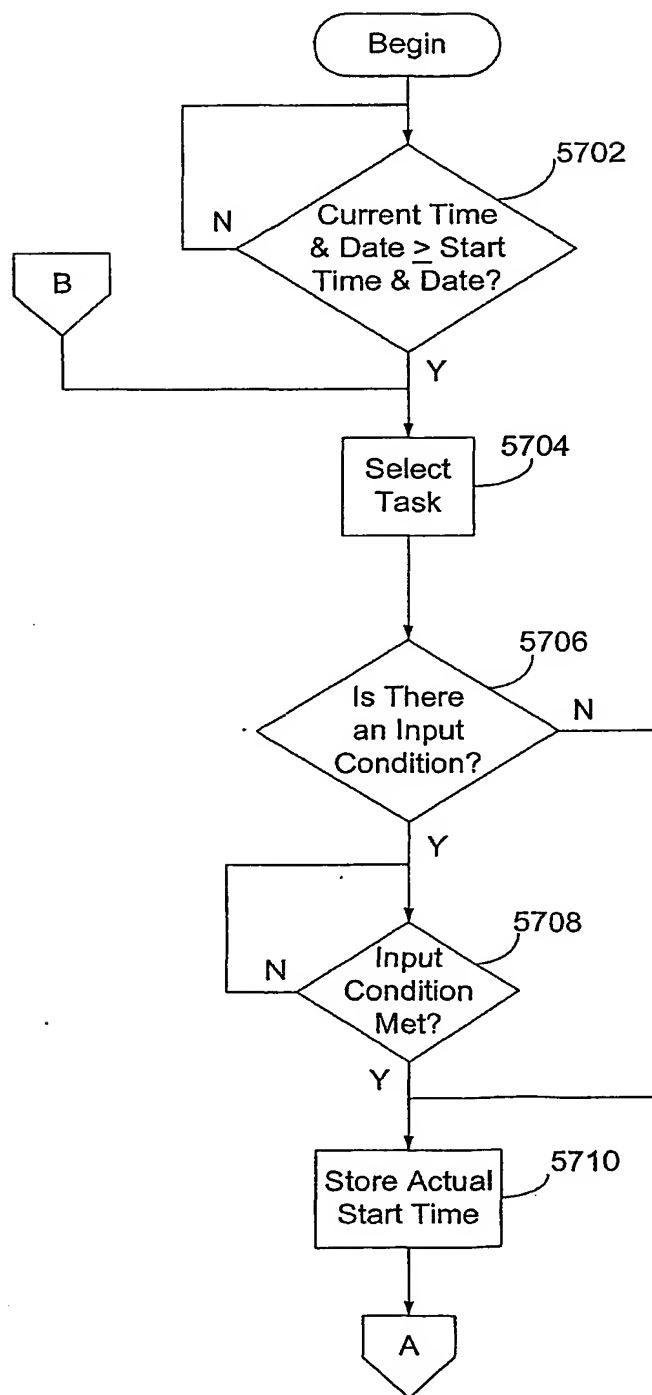 Begin
5702
N
Current Time
& Date ≥ Start
Time & Date?
B
Y
5704
Select
Task
5706
Is There
an Input
Condition?
N
Y
5708
N
Input
Condition
Met?
Y
5710
Store Actual
Start Time
A